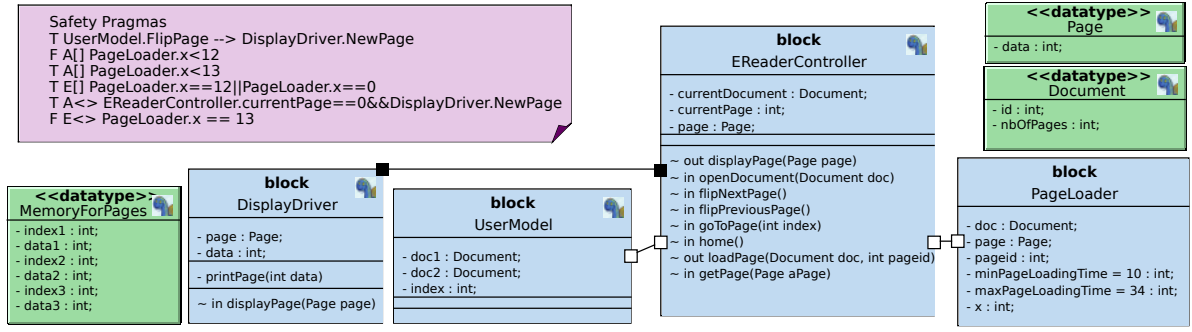 Safety Pragmas
T UserModel.FlipPage --> DisplayDriver.NewPage
F A[] PageLoader.x<12
T A[] PageLoader.x<13
T E[] PageLoader.x==12||PageLoader.x==0
T A<> EReaderController.currentPage==0&&DisplayDriver.NewPage
F E<> PageLoader.x == 13
<<datatype>>
MemoryForPages
- index1 : int;
- data1 : int;
- index2 : int;
- data2 : int;
- index3 : int;
- data3 : int;
block
DisplayDriver
- page : Page;
- data : int;
- printPage(int data)
~ in displayPage(Page page)
block
UserModel
- doc1 : Document;
- doc2 : Document;
- index : int;
block
EReaderController
- currentDocument : Document;
- currentPage : int;
- page : Page;
~ out displayPage(Page page)
~ in openDocument(Document doc)
~ in flipNextPage()
~ in flipPreviousPage()
~ in goToPage(int index)
~ in home()
~ out loadPage(Document doc, int pageid)
~ in getPage(Page aPage)
<<datatype>>
Page
- data : int;
<<datatype>>
Document
- id : int;
- nbOfPages : int;
block
PageLoader
- doc : Document;
- page : Page;
- pageid : int;
- minPageLoadingTime = 10 : int;
- maxPageLoadingTime = 34 : int;
- x : int;